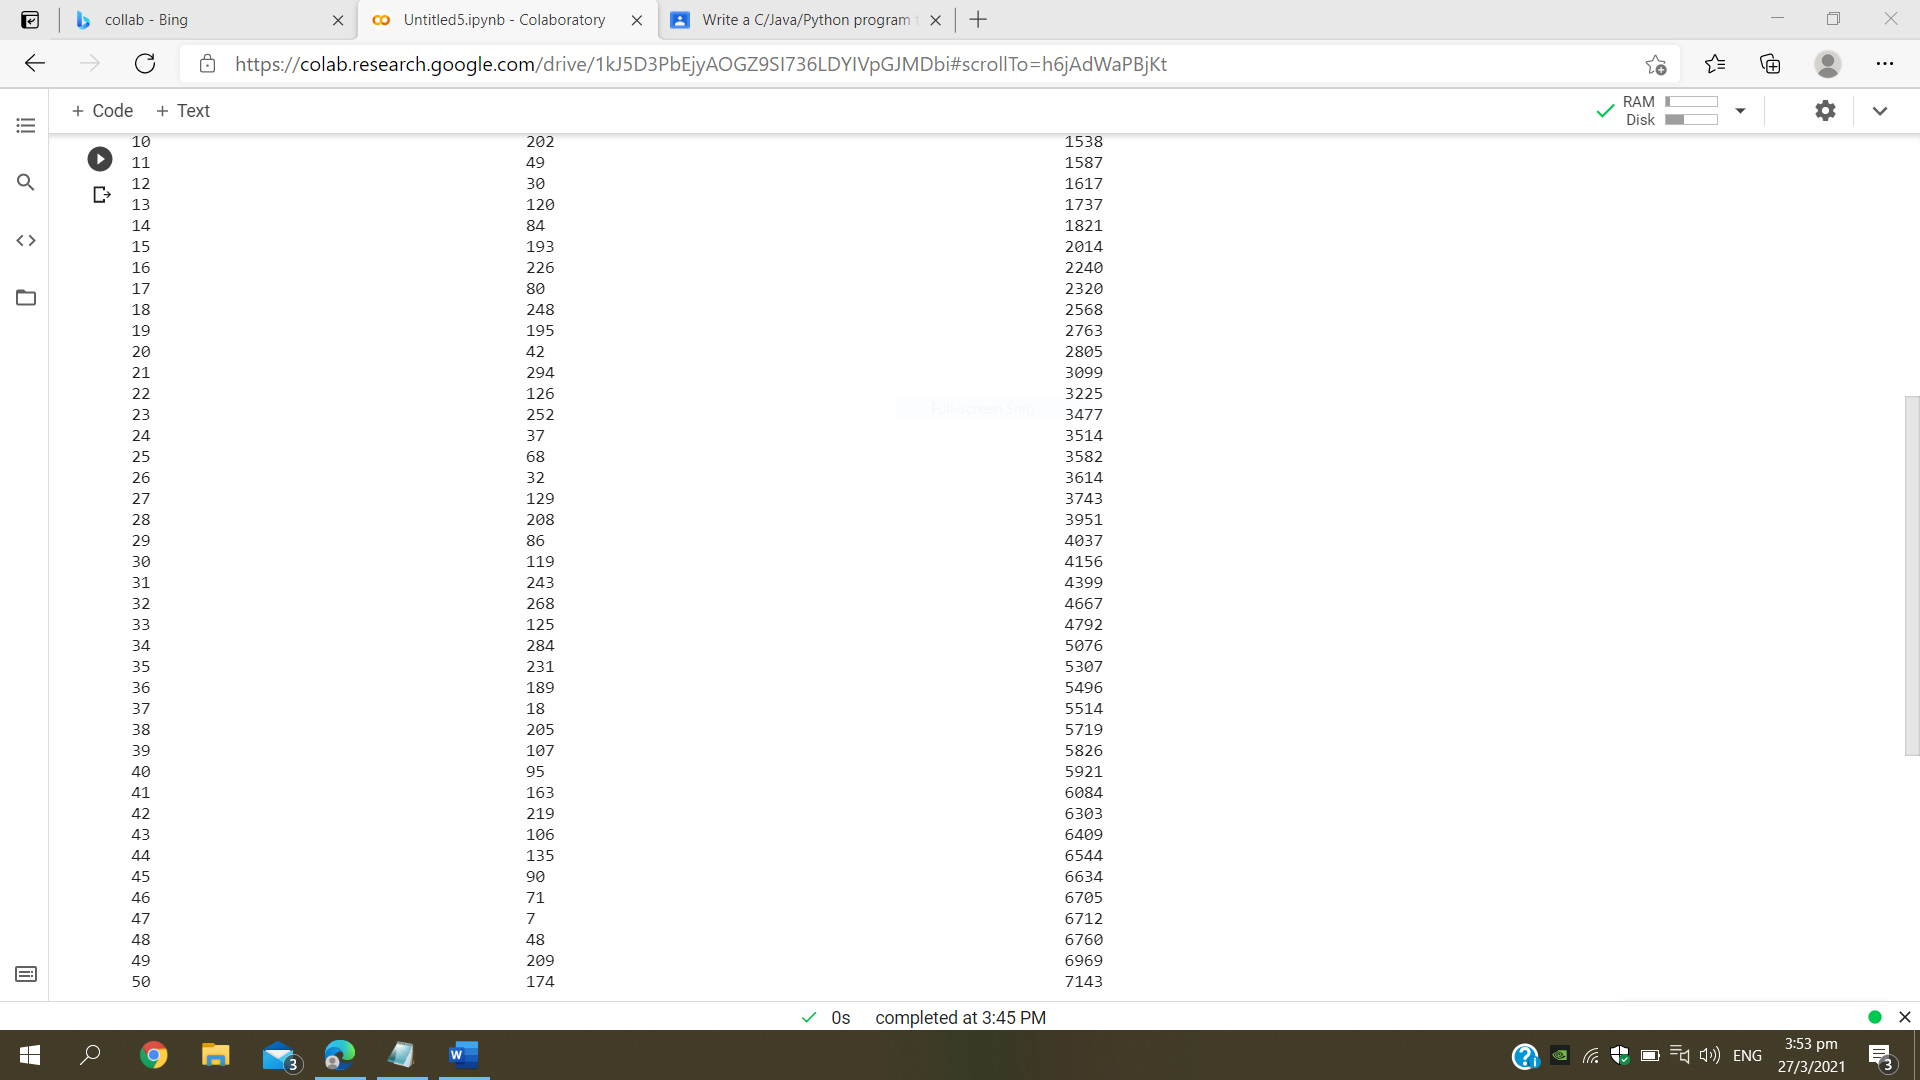 collab - Bing
Untitled5.ipynb - Colaboratory
Write a C/Java/Python program
https://colab.research.google.com/drive/1kJ5D3PbEjyAOGZ9SI736LDYIVpGJMDbi#scrollTo=h6jAdWaPBjKt
+ Code + Text
RAM
Disk
10 202 1538
11 49 1587
12 30 1617
13 120 1737
14 84 1821
15 193 2014
16 226 2240
17 80 2320
18 248 2568
19 195 2763
20 42 2805
21 294 3099
22 126 3225
23 252 3477
24 37 3514
25 68 3582
26 32 3614
27 129 3743
28 208 3951
29 86 4037
30 119 4156
31 243 4399
32 268 4667
33 125 4792
34 284 5076
35 231 5307
36 189 5496
37 18 5514
38 205 5719
39 107 5826
40 95 5921
41 163 6084
42 219 6303
43 106 6409
44 135 6544
45 90 6634
46 71 6705
47 7 6712
48 48 6760
49 209 6969
50 174 7143
Full-screen Snip
0s completed at 3:45 PM
3
ENG
3:53 pm
27/3/2021
3